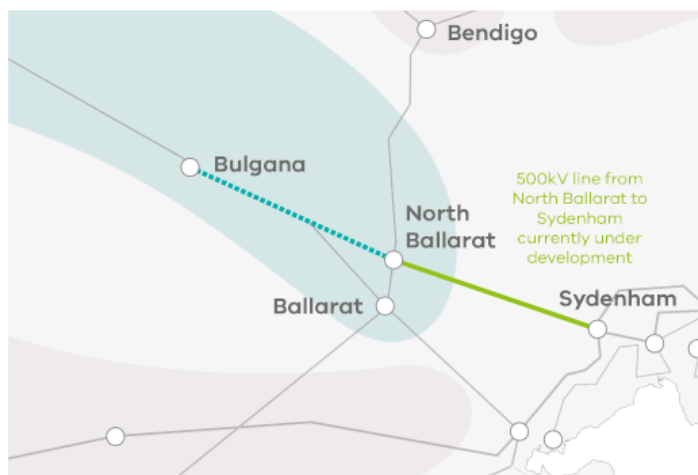 Bendigo
Bulgana
500kV line from
North Ballarat to
Sydenham
currently under
development
North
Ballarat
Ballarat
Sydenham